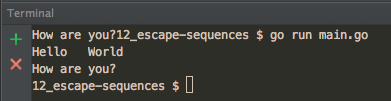 Terminal
How are you?12_escape-sequences $ go run main.go
Hello   World
How are you?
12_escape-sequences $